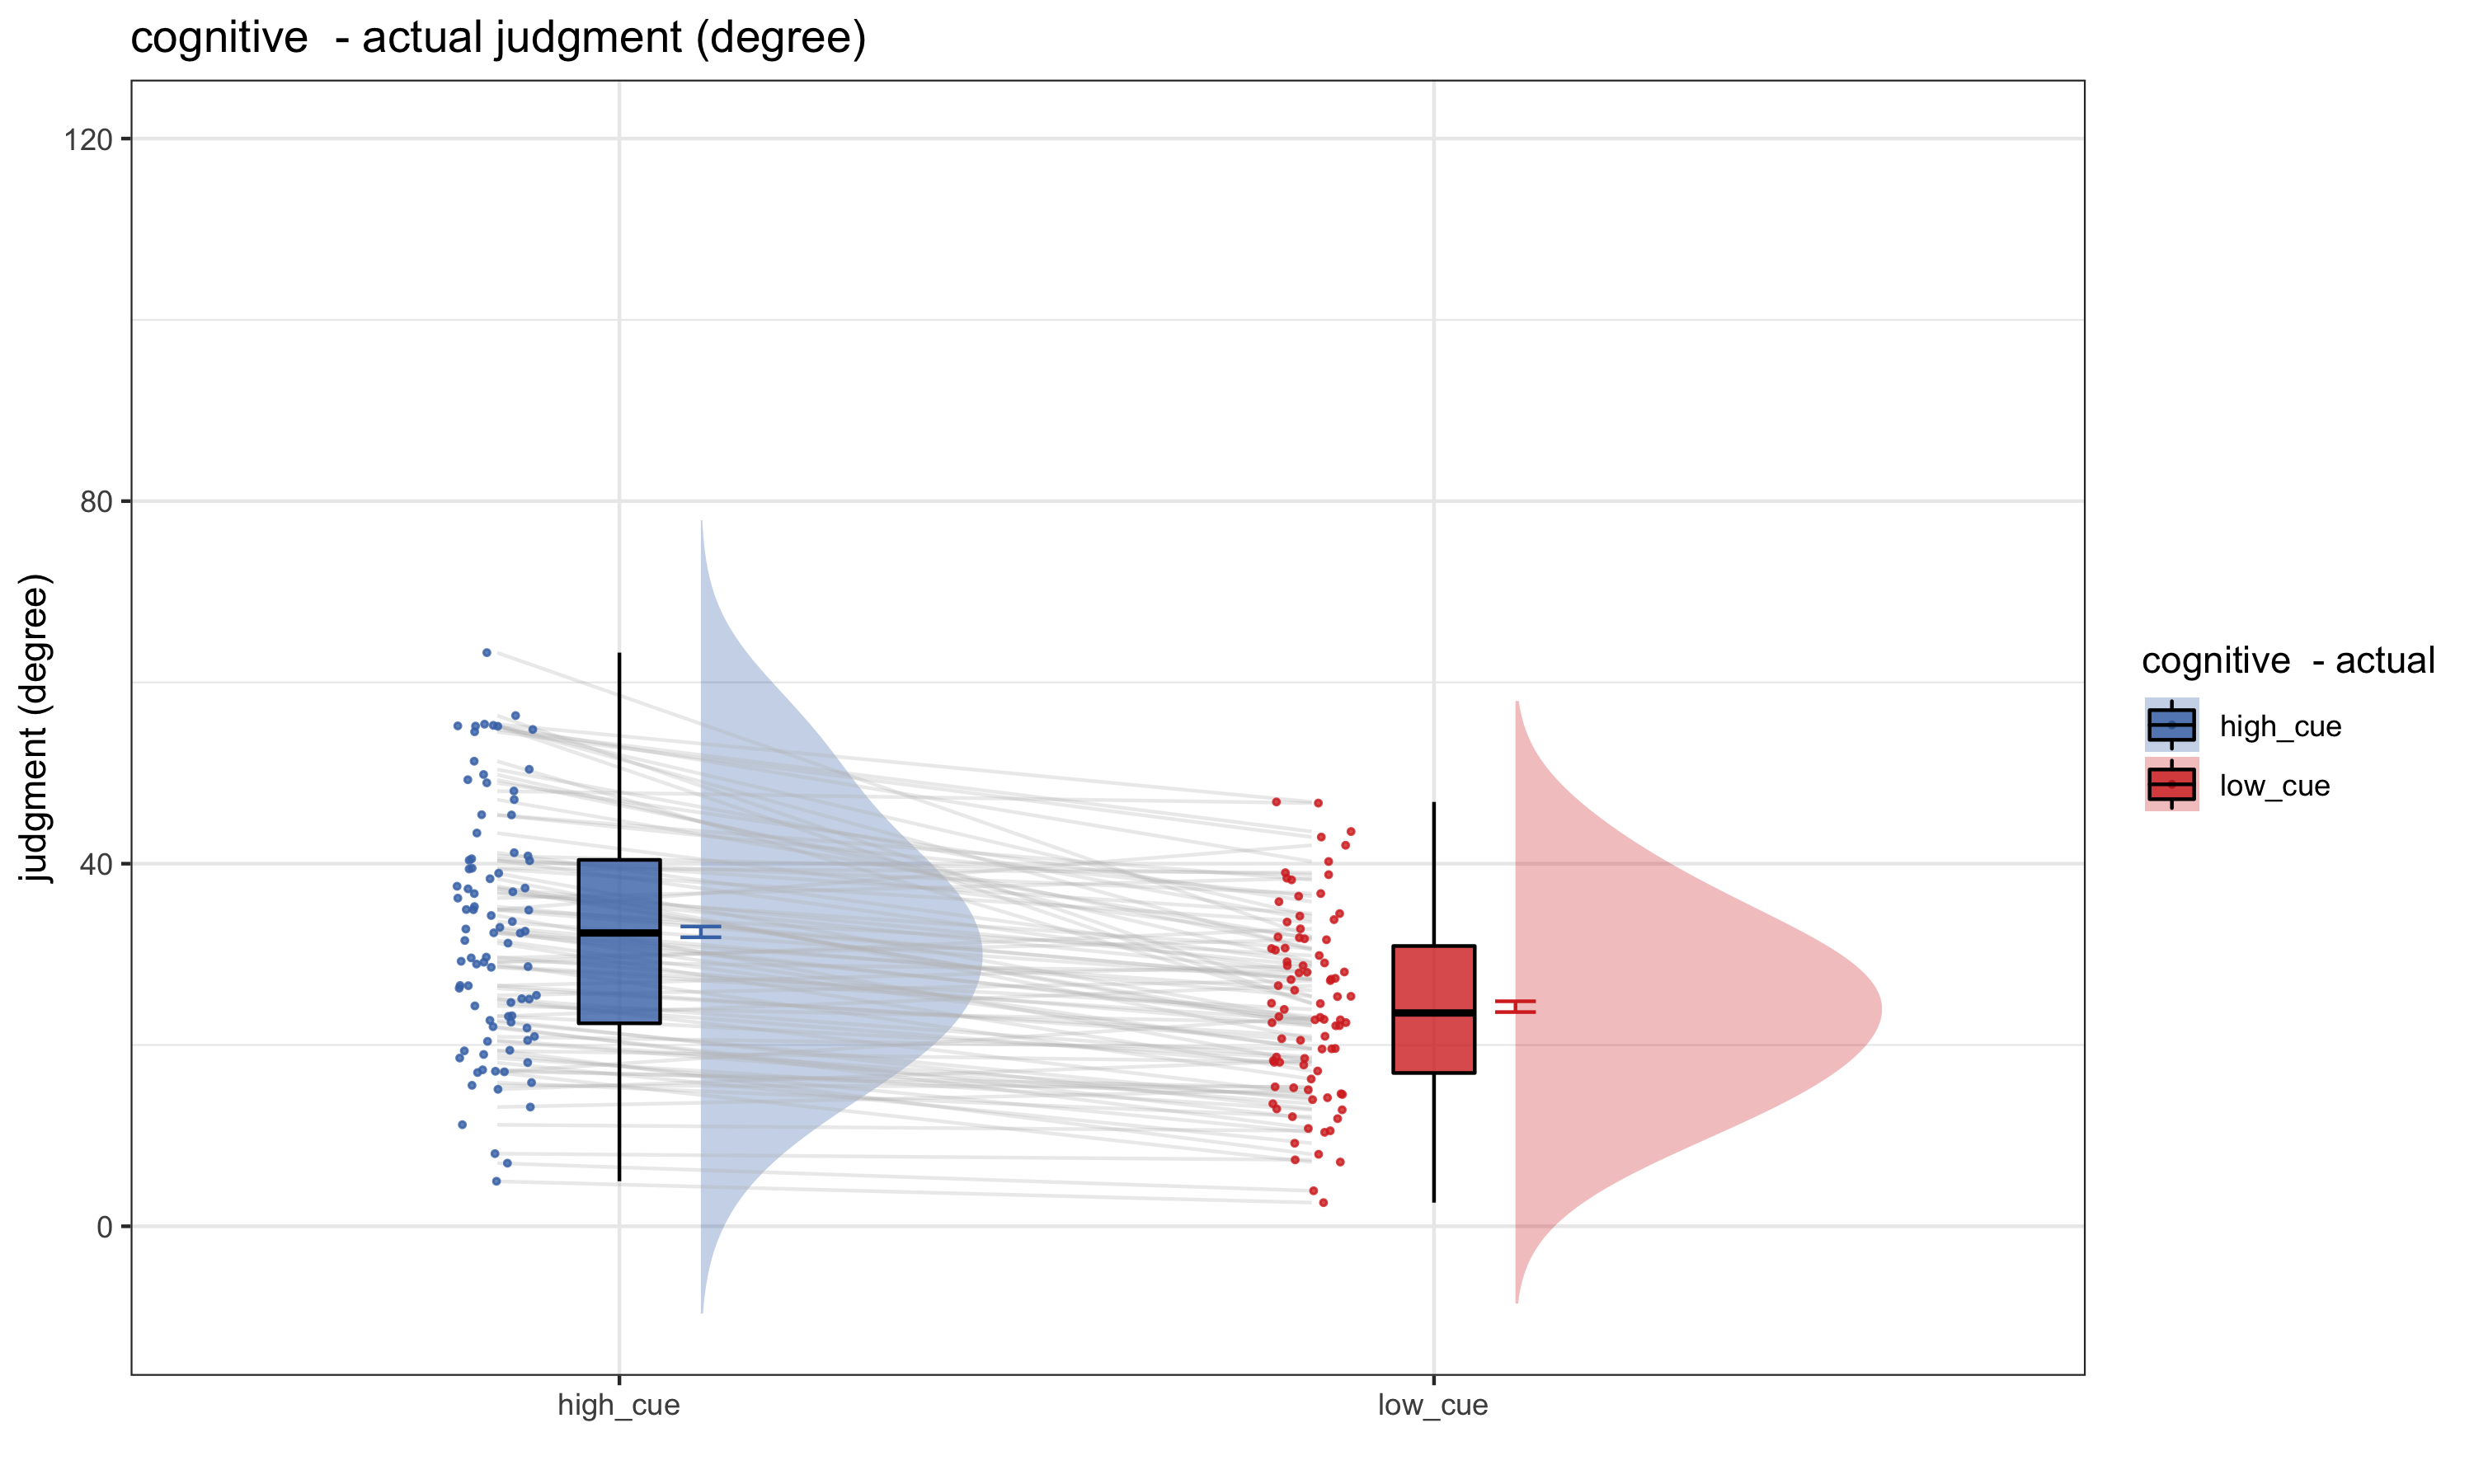 cognitive  - actual judgment (degree)
judgment (degree)
120
80
40
0
high_cue
low_cue
cognitive  - actual
high_cue
low_cue